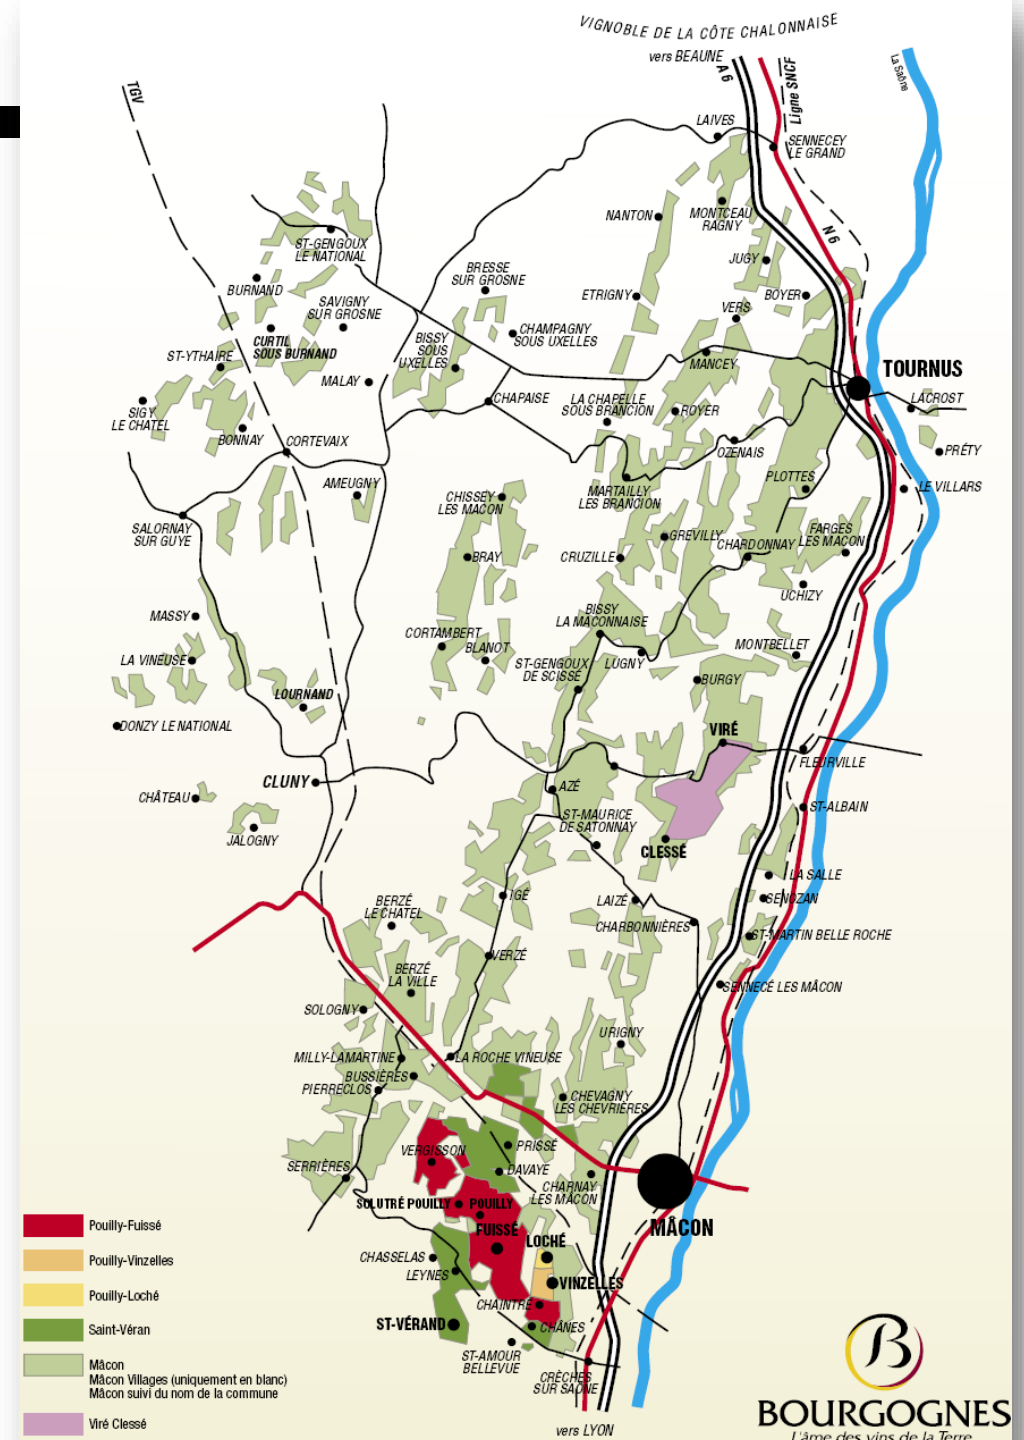 VIGNOBLE DE LA CÔTE CHALONNAISE
vers BEAUNE
A 6
Ligne SNCF
La Saône
TGV
LAIVES
SENNECEY
LE GRAND
NANTON
MONTCEAU
RAGNY
N 6
ST-GENGOUX
LE NATIONAL
JUGY
BRESSE
SUR GROSNE
BURNAND
ETRIGNY
BOYER
SAVIGNY
SUR GROSNE
VERS
CHAMPAGNY
SOUS UXELLES
CURTIL
SOUS BURNAND
BISSY
SOUS
UXELLES
ST-YTHAIRE
MANCEY
TOURNUS
MALAY
CHAPAISE
LA CHAPELLE
SOUS BRANCION
ROYER
LACROST
SIGY
LE CHATEL
BONNAY
CORTEVAIX
OZENAIS
PRÉTY
AMEUGNY
PLOTTES
LE VILLARS
CHISSEY
LES MACON
MARTAILLY
LES BRANCION
SALORNAY
SUR GUYE
GREVILLY
CHARDONNAY
FARGES
LES MACON
BRAY
CRUZILLE
UCHIZY
MASSY
BISSY
LA MACONNAISE
CORTAMBERT
BLANOT
MONTBELLET
LA VINEUSE
ST-GENGOUX
DE SCISSÉ
LUGNY
BURGY
LOURNAND
DONZY LE NATIONAL
VIRÉ
FLEURVILLE
CLUNY
AZÉ
CHÂTEAU
ST-ALBAIN
ST-MAURICE
DE SATONNAY
JALOGNY
CLESSÉ
LA SALLE
IGÉ
LAIZÉ
SENOZAN
BERZÉ
LE CHATEL
CHARBONNIÈRES
ST-MARTIN BELLE ROCHE
VERZÉ
BERZÉ
LA VILLE
SENNECÉ LES MÂCON
SOLOGNY
URIGNY
MILLY-LAMARTINE
LA ROCHE VINEUSE
BUSSIÈRES
PIERRECLOS
CHEVAGNY
LES CHEVRIÈRES
VERGISSON
PRISSÉ
SERRIÈRES
DAVAYE
CHARNAY
LES MÂCON
SOLUTRÉ POUILLY
POUILLY
FUISSÉ
MÂCON
LOCHÉ
CHASSELAS
LEYNES
VINZELLES
CHAINTRÉ
ST-VÉRAND
CHÂNES
ST-AMOUR
BELLEVUE
CRÈCHES
SUR SAÔNE
vers LYON
Pouilly-Fuissé
Pouilly-Vinzelles
Pouilly-Loché
Saint-Véran
Mâcon
Mâcon Villages (uniquement en blanc)
Mâcon suivi du nom de la commune
Viré Clessé
B
BOURGOGNES
L'âme des vins de la Terre